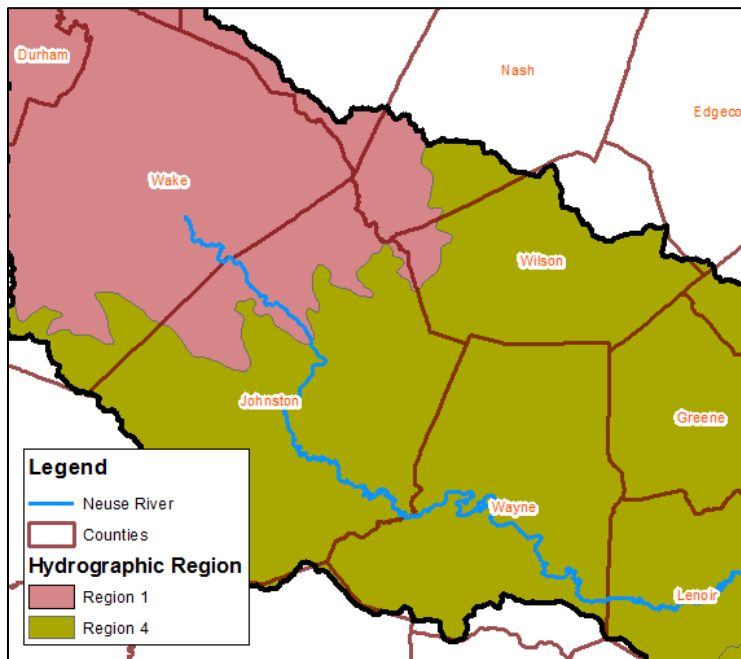 Durham
Nash
Edgeco
Wake
Wilson
Johnston
Greene
Wayne
Lenoir
Legend
Neuse River
Counties
Hydrographic Region
Region 1
Region 4